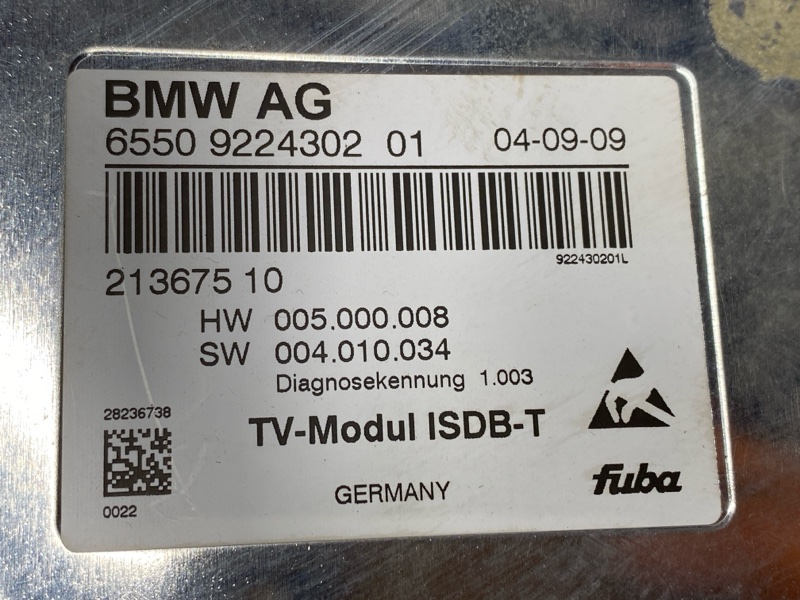 BMW AG
6550 9224302 01 04-09-09
922430201L
213675 10
HW 005.000.008
SW 004.010.034
Diagnosekennung 1.003
28236738
TV-Modul ISDB-T
0022
GERMANY
fuba